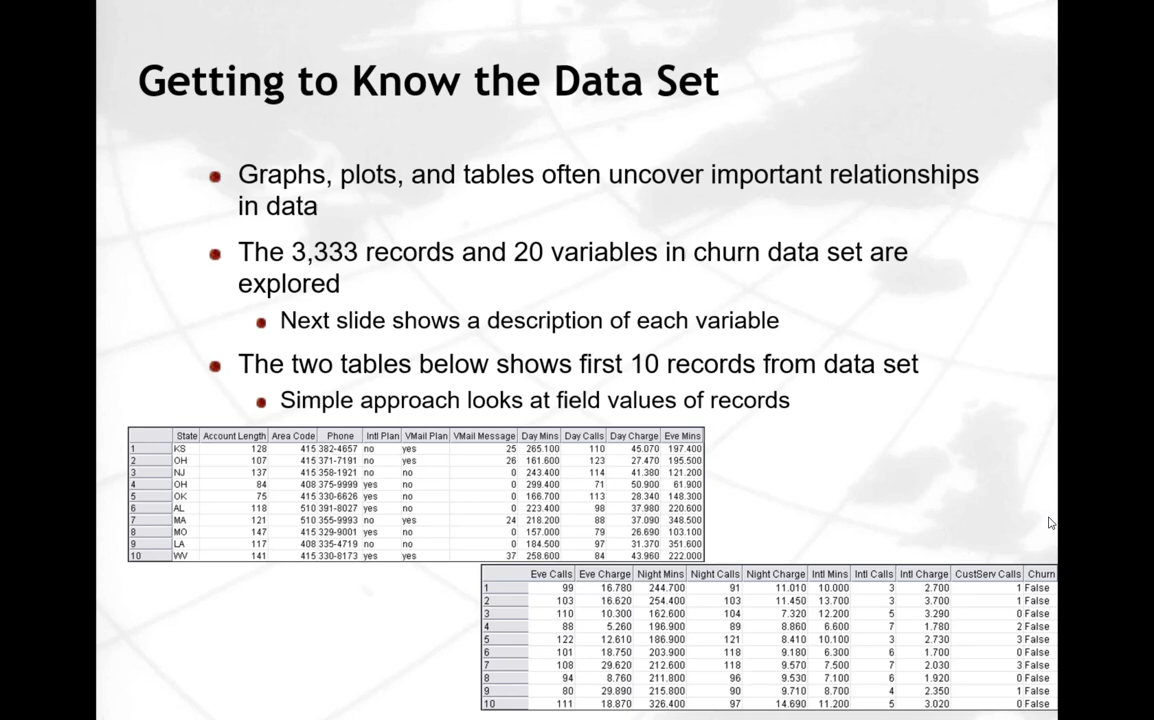 Getting to Know the Data Set
Graphs, plots, and tables often uncover important relationships
in data
The 3,333 records and 20 variables in churn data set are
explored
Next slide shows a description of each variable
The two tables below shows first 10 records from data set
Simple approach looks at field values of records
State Account Length Area Code Phone Intl Plan VMail Plan VMail Message Day Mins Day Calls Day Charge Eve Mins
1 KS 128 415 382-4657 no yes 25 265.100 110 45.070 197.400
2 OH 107 415 371-7191 no yes 26 161.600 123 27.470 195.500
3 NJ 137 415 358-1921 no no 0 243.400 114 41.380 121.200
4 OH 84 408 375-9999 yes no 0 299.400 71 50.900 61.900
5 OK 75 415 330-6626 yes no 0 166.700 113 28.340 148.300
6 AL 118 510 391-8027 yes no 0 223.400 98 37.980 220.600
7 MA 121 510 355-9993 no yes 24 218.200 88 37.090 348.500
8 MO 147 415 329-9001 yes no 0 157.000 79 26.690 103.100
9 LA 117 408 335-4719 no no 0 184.500 97 31.370 351.600
10 WV 141 415 330-8173 yes yes 37 258.600 84 43.960 222.000
Eve Calls Eve Charge Night Mins Night Calls Night Charge Intl Mins Intl Calls Intl Charge CustServ Calls Churn
1 99 16.780 244.700 91 11.010 10.000 3 2.700 1 False
2 103 16.620 254.400 103 11.450 13.700 3 3.700 1 False
3 110 10.300 162.600 104 7.320 12.200 5 3.290 0 False
4 88 5.260 196.900 89 8.860 6.600 7 1.780 2 False
5 122 12.610 186.900 121 8.410 10.100 3 2.730 3 False
6 101 18.750 203.900 118 9.180 6.300 6 1.700 0 False
7 108 29.620 212.600 118 9.570 7.500 7 2.030 3 False
8 94 8.760 211.800 96 9.530 7.100 6 1.920 0 False
9 80 29.890 215.800 90 9.710 8.700 4 2.350 1 False
10 111 18.870 326.400 97 14.690 11.200 5 3.020 0 False